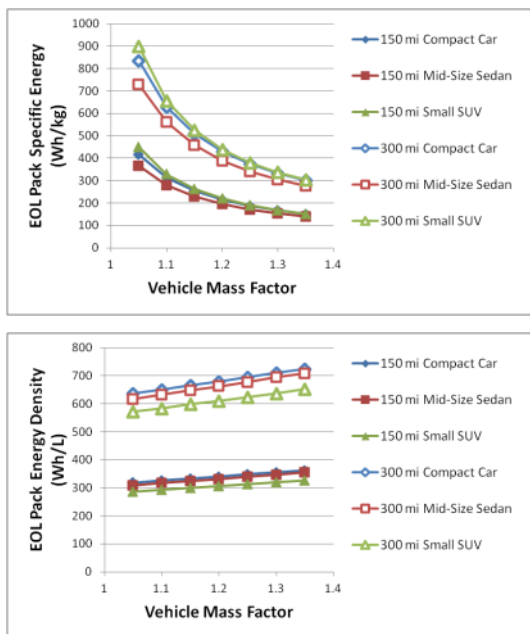 1000
900
800
700
600
500
400
300
200
100
0
EOL Pack Specific Energy
(Wh/kg)
1
1.1
1.2
1.3
1.4
Vehicle Mass Factor
150 mi Compact Car
150 mi Mid-Size Sedan
150 mi Small SUV
300 mi Compact Car
300 mi Mid-Size Sedan
300 mi Small SUV
800
700
600
500
400
300
200
100
0
EOL Pack Energy Density
(Wh/L)
1
1.1
1.2
1.3
1.4
Vehicle Mass Factor
150 mi Compact Car
150 mi Mid-Size Sedan
150 mi Small SUV
300 mi Compact Car
300 mi Mid-Size Sedan
300 mi Small SUV